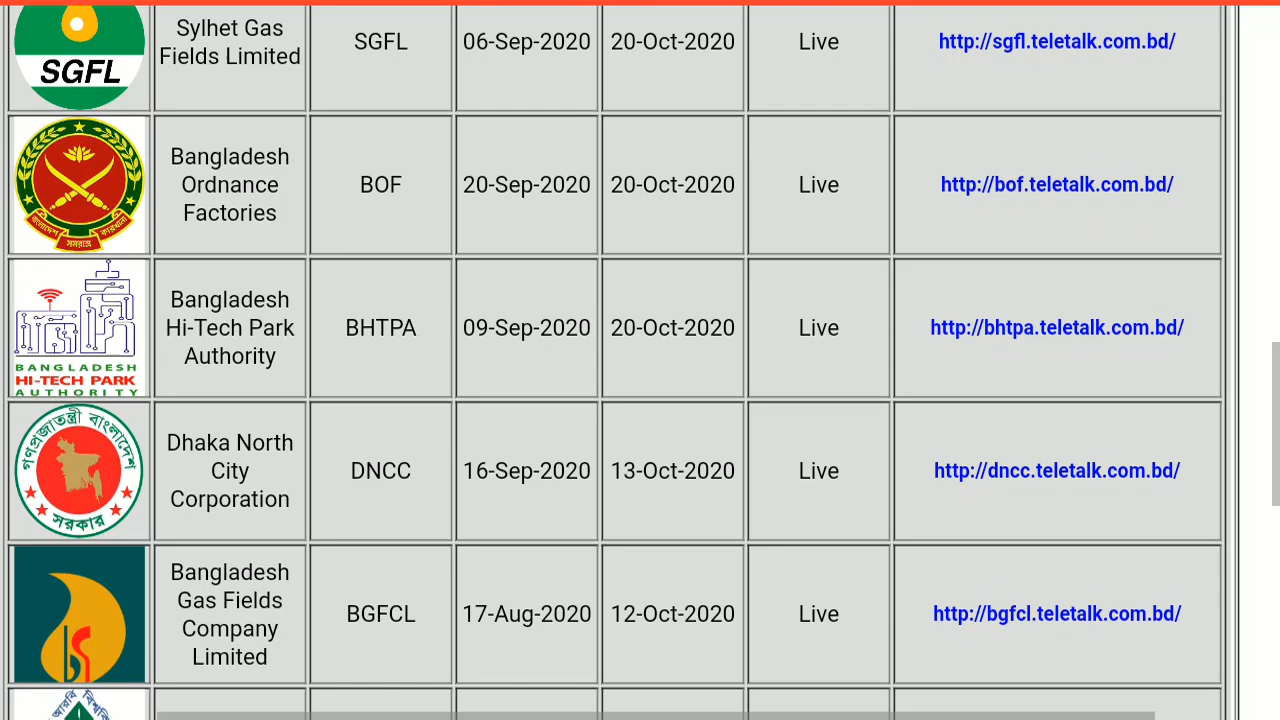 SGFL
Sylhet Gas
Fields Limited
SGFL
06-Sep-2020
20-Oct-2020
Live
http://sgfl.teletalk.com.bd/
বাংলাদেশ
সমরাস্ত্র
কারখানা
Bangladesh
Ordnance
Factories
BOF
20-Sep-2020
20-Oct-2020
Live
http://bof.teletalk.com.bd/
BANGLADESH
HI-TECH PARK
AUTHORITY
Bangladesh
Hi-Tech Park
Authority
BHTPA
09-Sep-2020
20-Oct-2020
Live
http://bhtpa.teletalk.com.bd/
গণপ্রজাতন্ত্রী বাংলাদেশ
সরকার
Dhaka North
City
Corporation
DNCC
16-Sep-2020
13-Oct-2020
Live
http://dncc.teletalk.com.bd/
Bangladesh
Gas Fields
Company
Limited
BGFCL
17-Aug-2020
12-Oct-2020
Live
http://bgfcl.teletalk.com.bd/